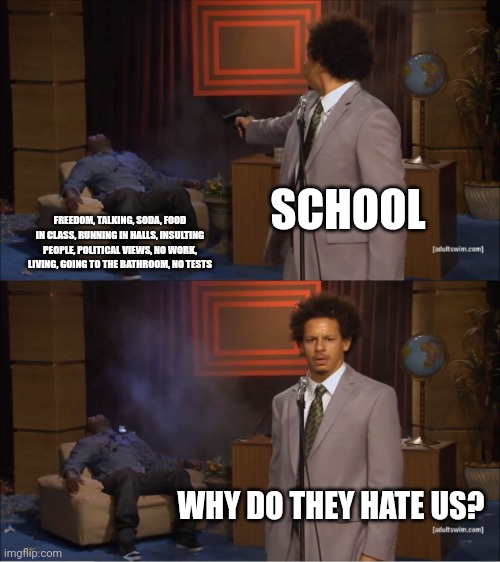 SCHOOL
FREEDOM, TALKING, SODA, FOOD
IN CLASS, RUNNING IN HALLS, INSULTING
PEOPLE, POLITICAL VIEWS, NO WORK,
LIVING, GOING TO THE BATHROOM, NO TESTS
[adultswim.com]
WHY DO THEY HATE US?
[adultswim.com]
imgflip.com